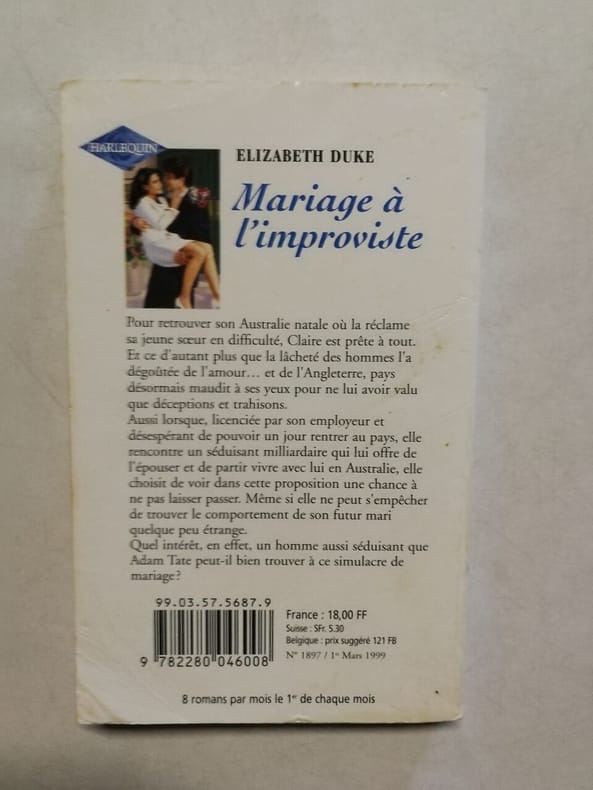 HARLEQUIN
ELIZABETH DUKE
Mariage à
l'improviste
Pour retrouver son Australie natale où la réclame
sa jeune sœur en difficulté, Claire est prête à tout.
Et ce d'autant plus que la lâcheté des hommes l'a
dégoûtée de l'amour... et de l'Angleterre, pays
désormais maudit à ses yeux pour ne lui avoir valu
que déceptions et trahisons.
Aussi lorsque, licenciée par son employeur et
désespérant de pouvoir un jour rentrer au pays, elle
rencontre un séduisant milliardaire qui lui offre de
l'épouser et de partir vivre avec lui en Australie, elle
choisit de voir dans cette proposition une chance à
ne pas laisser passer. Même si elle ne peut s'empêcher
de trouver le comportement de son futur mari
quelque peu étrange.
Quel intérêt, en effet, un homme aussi séduisant que
Adam Tate peut-il bien trouver à ce simulacre de
mariage ?
99.03.57.5687.9
9 782280 046008
France : 18,00 FF
Suisse : SFr. 5.30
Belgique : prix suggéré 121 FB
N° 1897 / 1er Mars 1999
8 romans par mois le 1er de chaque mois